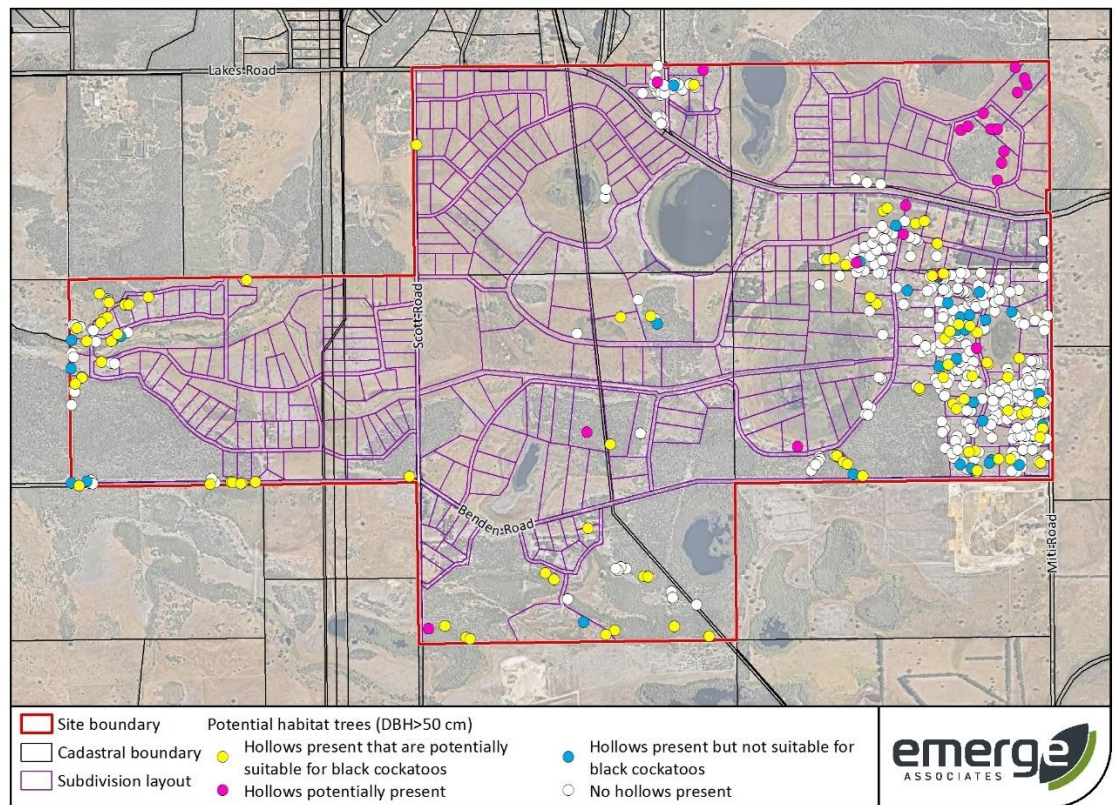 Lakes Road
Scott Road
Benden Road
Miti Road
Site boundary
Cadastral boundary
Subdivision layout
Potential habitat trees (DBH>50 cm)
Hollows present that are potentially
suitable for black cockatoos
Hollows potentially present
Hollows present but not suitable for
black cockatoos
No hollows present
emerge
ASSOCIATES